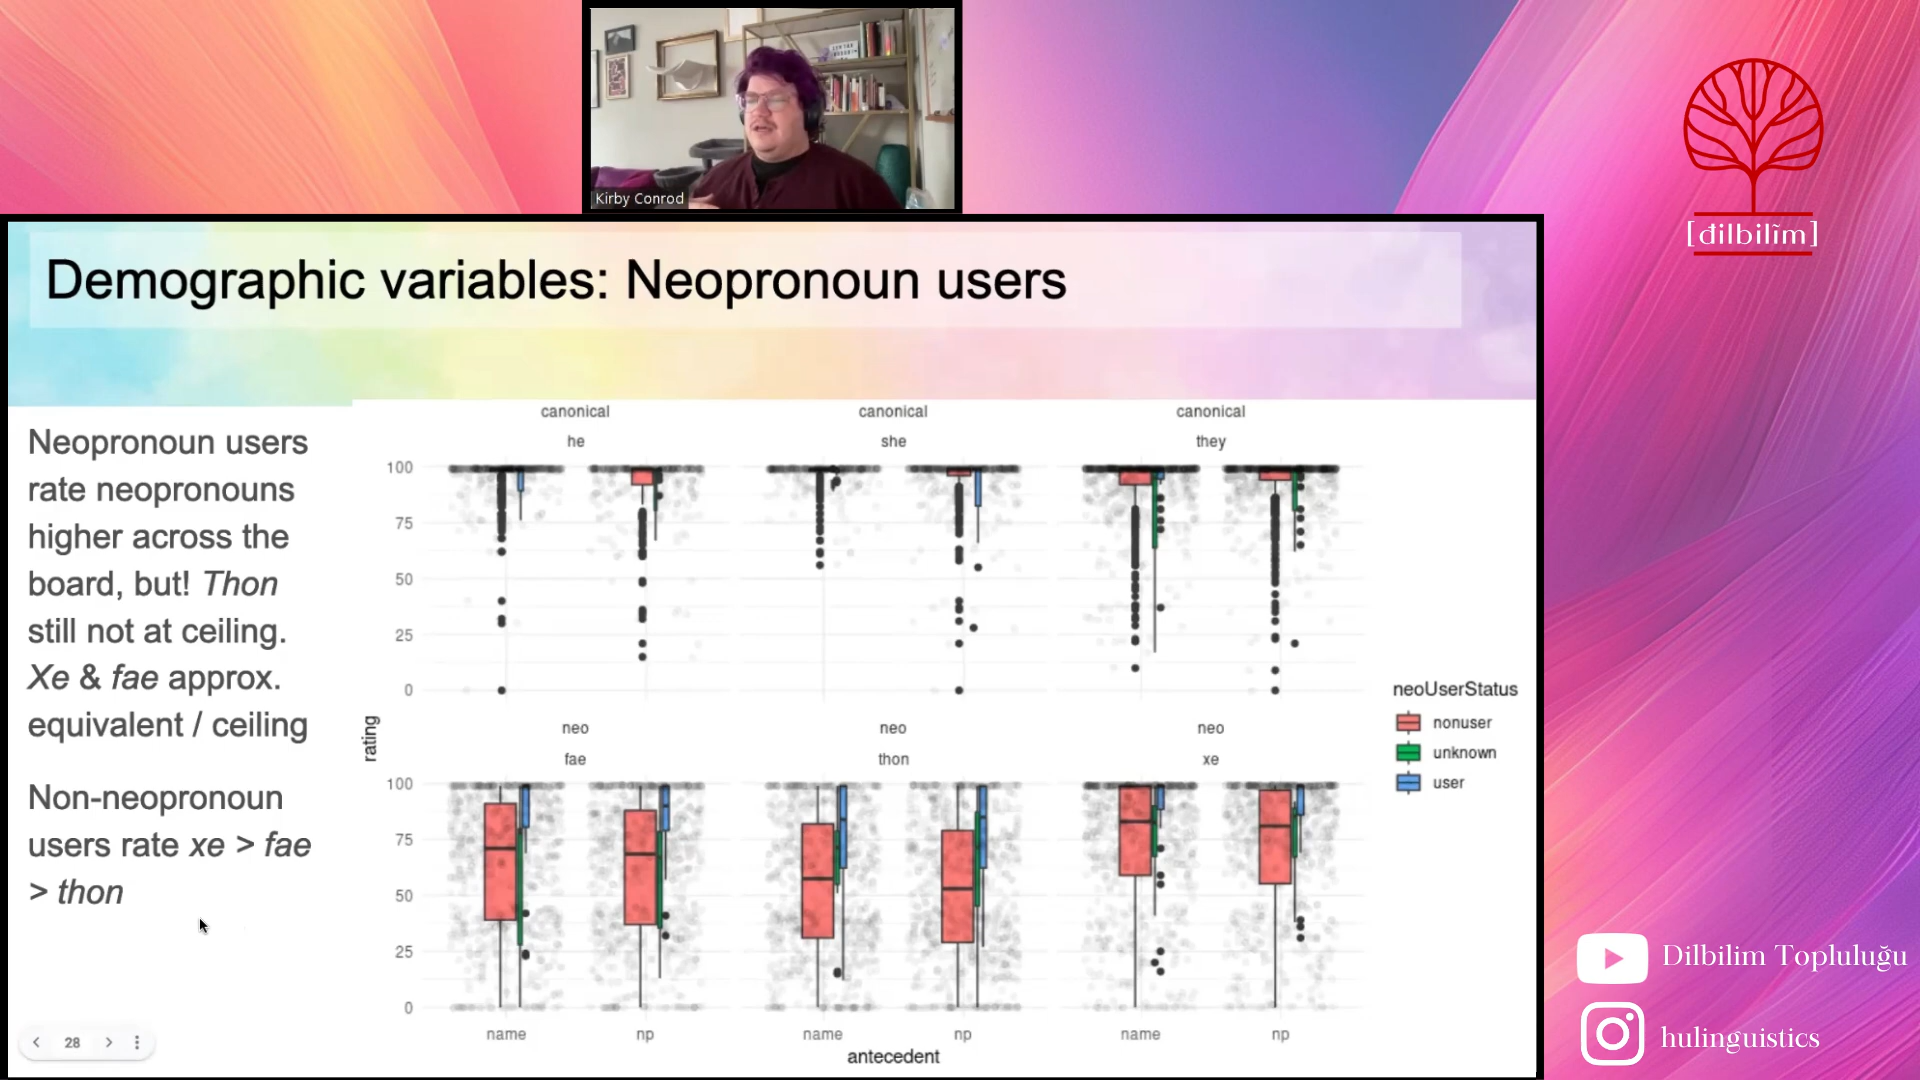 Kirby Conrod
[đilbilĩm]
Demographic variables: Neopronoun users
Neopronoun users
rate neopronouns
higher across the
board, but! Thon
still not at ceiling.
Xe & fae approx.
equivalent / ceiling
Non-neopronoun
users rate xe > fae
> thon
canonical canonical canonical
he she they
100
75
50
25
0
rating
neo neo neo
fae thon xe
100
75
50
25
0
name np name np name np
antecedent
neoUserStatus
nonuser
unknown
user
28
Dilbilim Topluluğu
hulinguistics